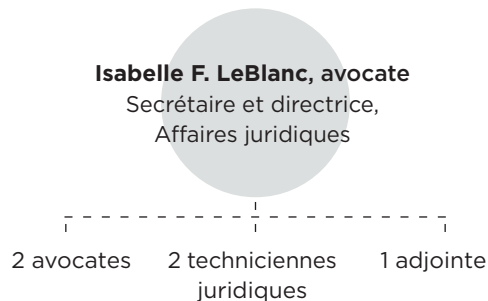 Isabelle F. LeBlanc, avocate
Secrétaire et directrice,
Affaires juridiques
2 avocates
2 techniciennes
juridiques
1 adjointe